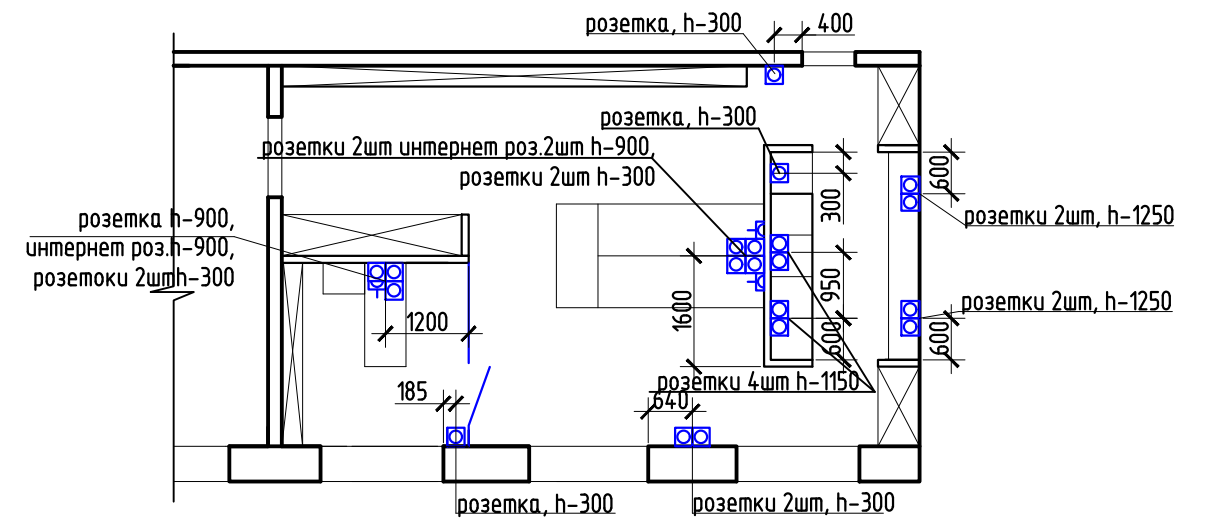 розетка, h-300
400
розетка, h-300
розетки 2шт интернет роз.2шт h-900,
розетки 2шт h-300
600
300
розетка h-900,
интернет роз.h-900,
розетоки 2штh-300
розетки 2шт, h-1250
950
1600
розетки 2шт, h-1250
1200
600
600
розетки 4шт h-1150
185
640
розетка, h-300
розетки 2шт, h-300